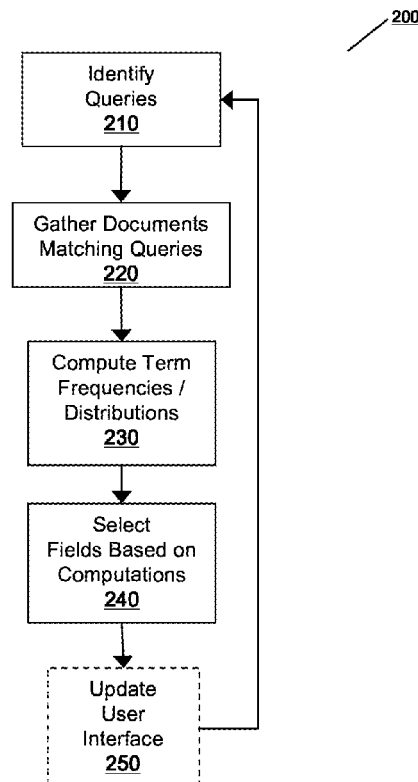 200
Identify
Queries
210
Gather Documents
Matching Queries
220
Compute Term
Frequencies /
Distributions
230
Select
Fields Based on
Computations
240
Update
User
Interface
250